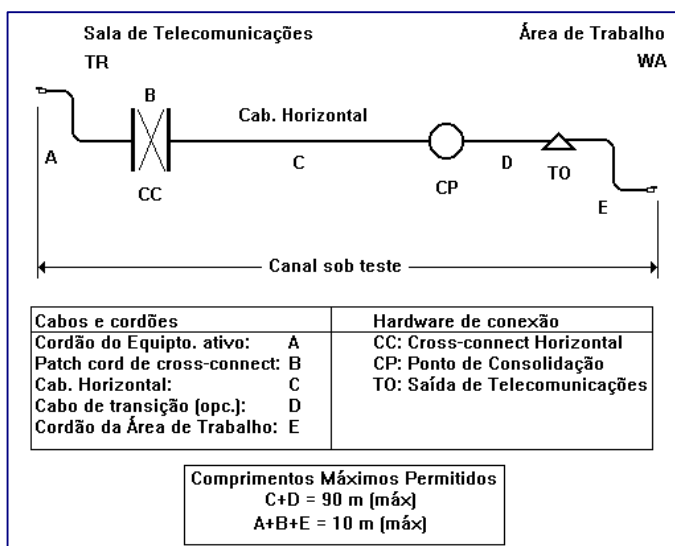 Sala de Telecomunicações
Área de Trabalho
TR
WA
B
Cab. Horizontal
A
C
D
TO
CP
CC
E
Canal sob teste
Cabos e cordões
Hardware de conexão
Cordão do Equipto. ativo: A
CC: Cross-connect Horizontal
Patch cord de cross-connect: B
CP: Ponto de Consolidação
Cab. Horizontal: C
TO: Saída de Telecomunicações
Cabo de transição (opc.): D
Cordão da Área de Trabalho: E
Comprimentos Máximos Permitidos
C+D = 90 m (máx)
A+B+E = 10 m (máx)